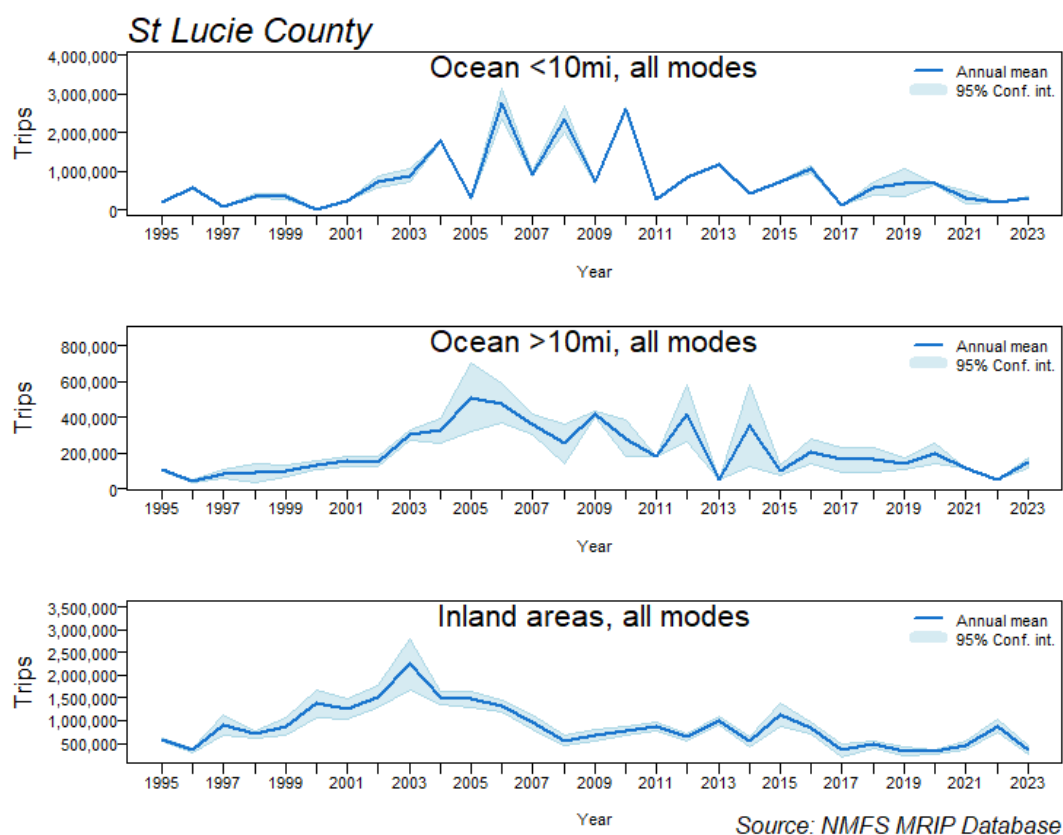 St Lucie County
Ocean <10mi, all modes
Annual mean
95% Conf. int.
4,000,000
3,000,000
2,000,000
1,000,000
0
Trips
1995 1997 1999 2001 2003 2005 2007 2009 2011 2013 2015 2017 2019 2021 2023
Year
Ocean >10mi, all modes
Annual mean
95% Conf. int.
800,000
600,000
400,000
200,000
0
Trips
1995 1997 1999 2001 2003 2005 2007 2009 2011 2013 2015 2017 2019 2021 2023
Year
Inland areas, all modes
Annual mean
95% Conf. int.
3,500,000
3,000,000
2,500,000
2,000,000
1,500,000
1,000,000
500,000
Trips
1995 1997 1999 2001 2003 2005 2007 2009 2011 2013 2015 2017 2019 2021 2023
Year
Source: NMFS MRIP Database